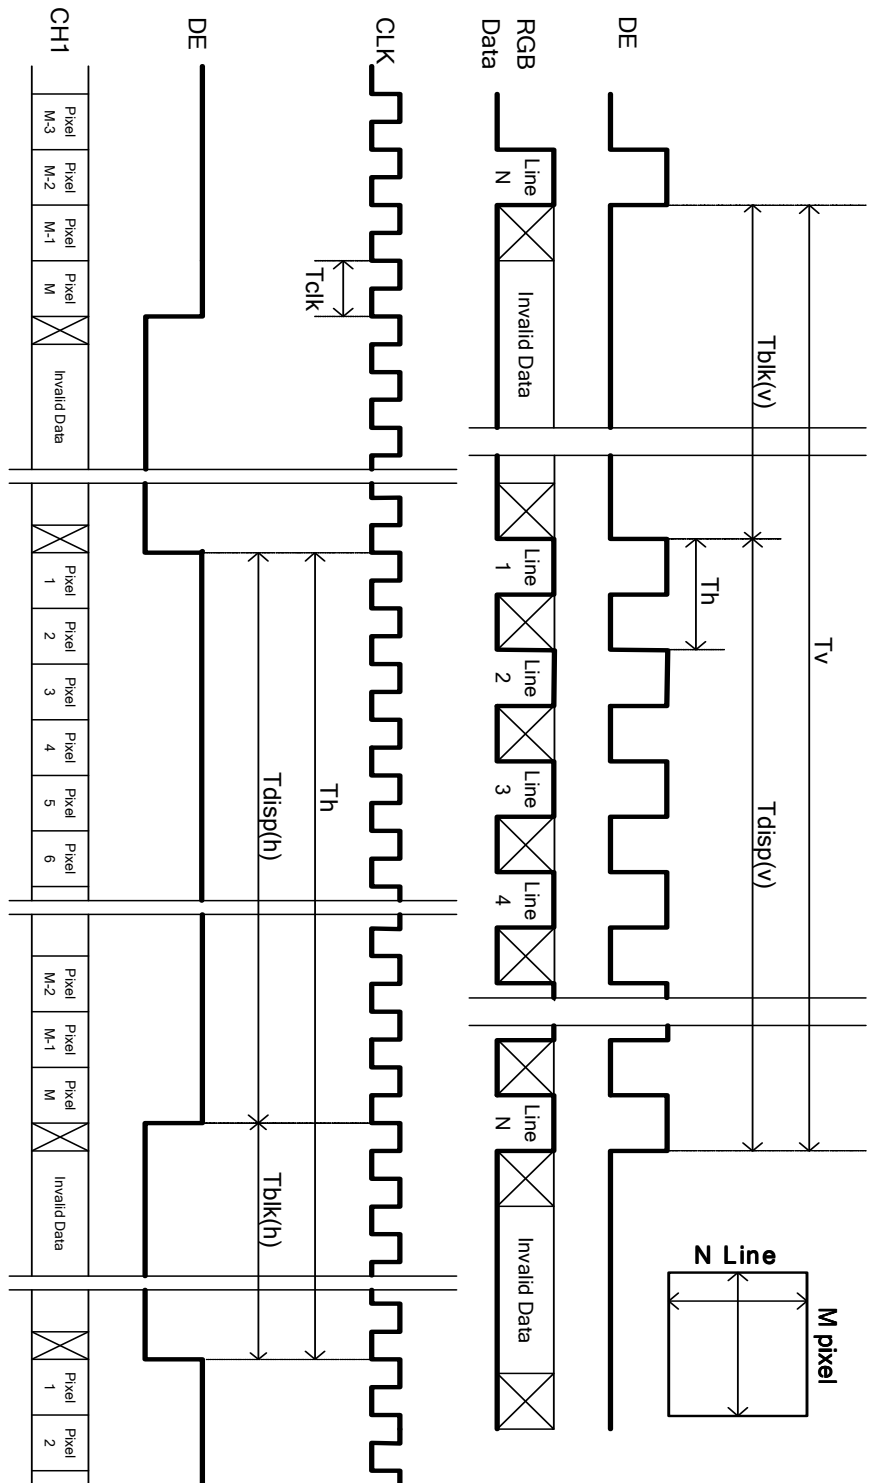 Tv
Tblk(v)
Tdisp(v)
Th
DE
RGB
Data
Line
N
Invalid Data
Line
1
Line
2
Line
3
Line
4
Line
N
Invalid Data
N Line
M pixel
CLK
Tclk
Th
Tdisp(h)
Tblk(h)
DE
CH1
Pixel
M-3
Pixel
M-2
Pixel
M-1
Pixel
M
Invalid Data
Pixel
1
Pixel
2
Pixel
3
Pixel
4
Pixel
5
Pixel
6
Pixel
M-2
Pixel
M-1
Pixel
M
Invalid Data
Pixel
1
Pixel
2